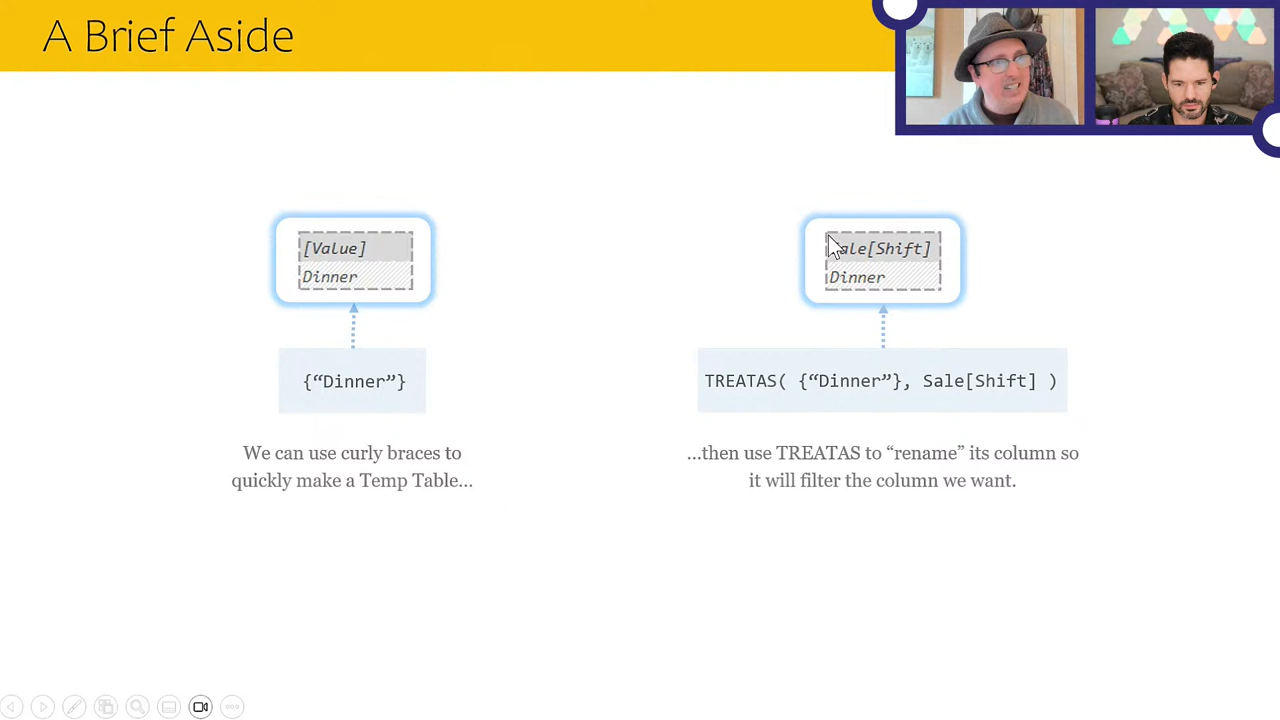 A Brief Aside
[Value]
Dinner
{“Dinner”}
We can use curly braces to
quickly make a Temp Table…
ale[Shift]
Dinner
TREATAS( {“Dinner”}, Sale[Shift] )
…then use TREATAS to “rename” its column so
it will filter the column we want.